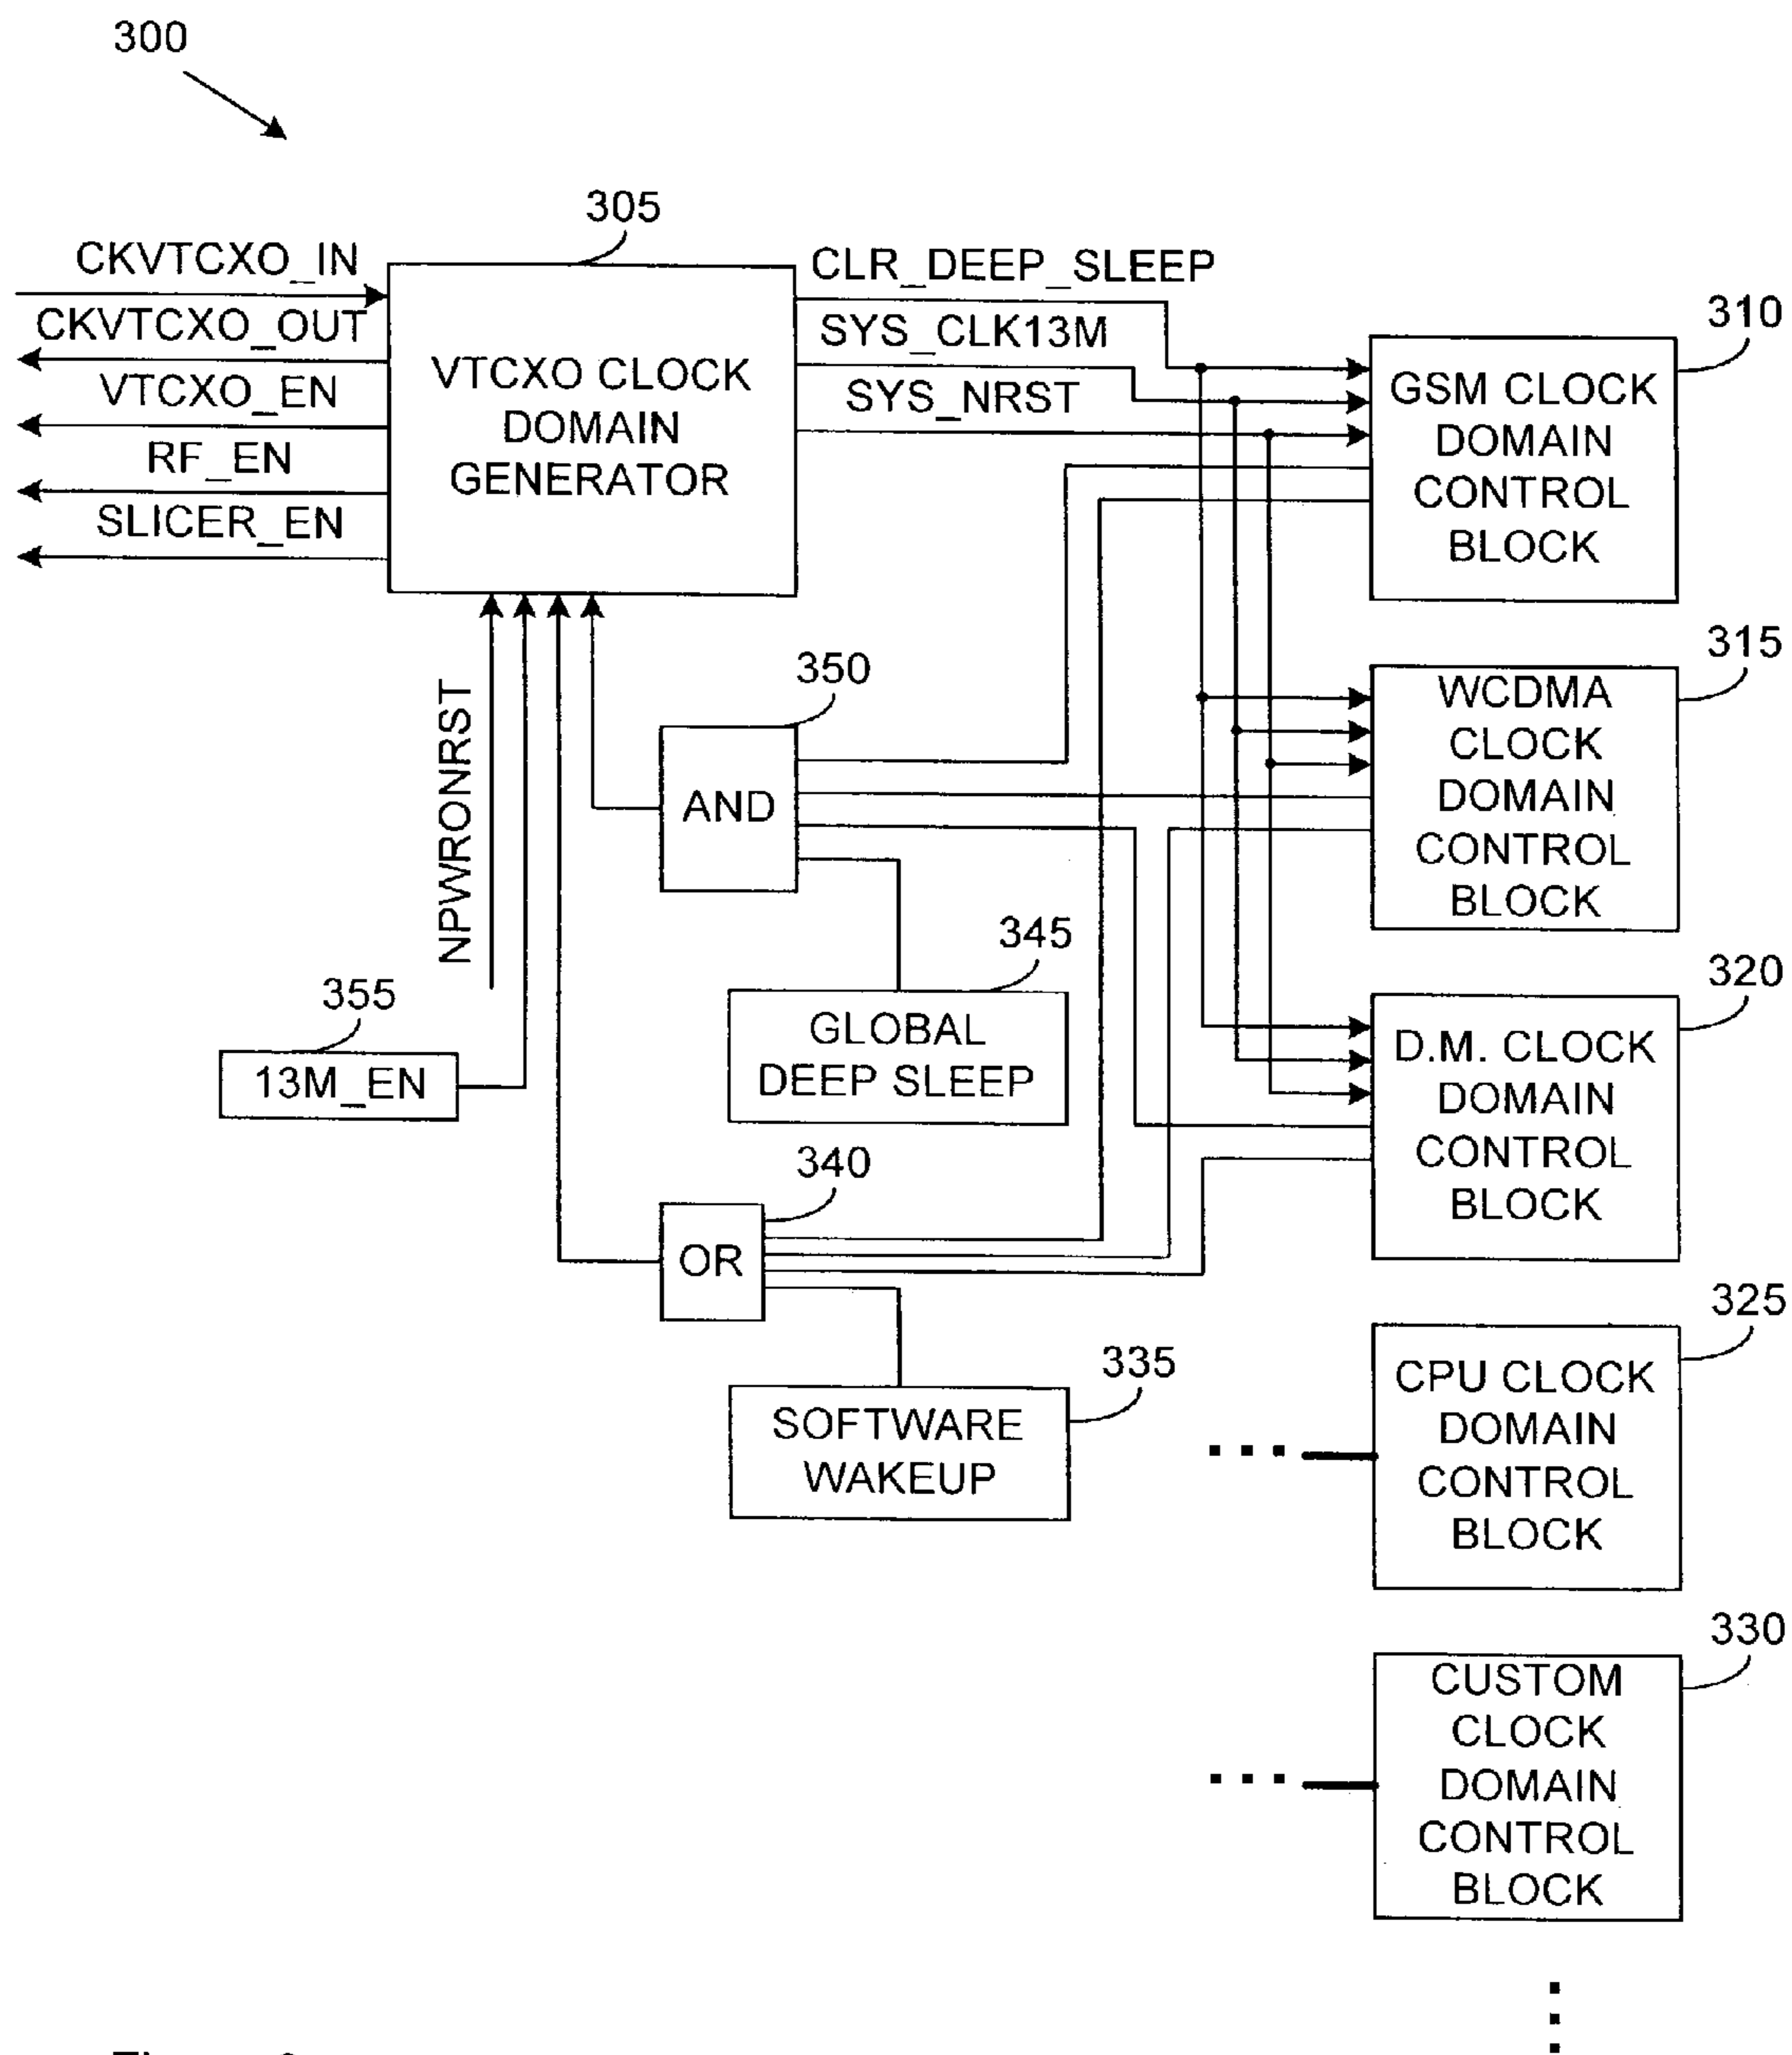 300
305
CKVTCXO_IN
CKVTCXO_OUT
VTCXO_EN
RF_EN
SLICER_EN
VTCXO CLOCK
DOMAIN
GENERATOR
CLR_DEEP_SLEEP
SYS_CLK13M
SYS_NRST
310
GSM CLOCK
DOMAIN
CONTROL
BLOCK
315
WCDMA
CLOCK
DOMAIN
CONTROL
BLOCK
NPWRONRST
350
AND
345
GLOBAL
DEEP SLEEP
355
13M_EN
320
D.M. CLOCK
DOMAIN
CONTROL
BLOCK
340
OR
335
SOFTWARE
WAKEUP
325
CPU CLOCK
DOMAIN
CONTROL
BLOCK
330
CUSTOM
CLOCK
DOMAIN
CONTROL
BLOCK